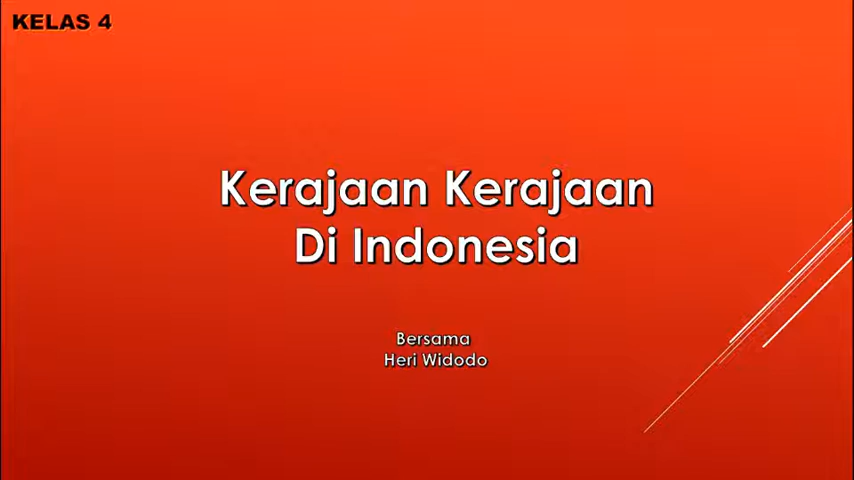 KELAS 4
Kerajaan Kerajaan
Di Indonesia
Bersama
Heri Widodo